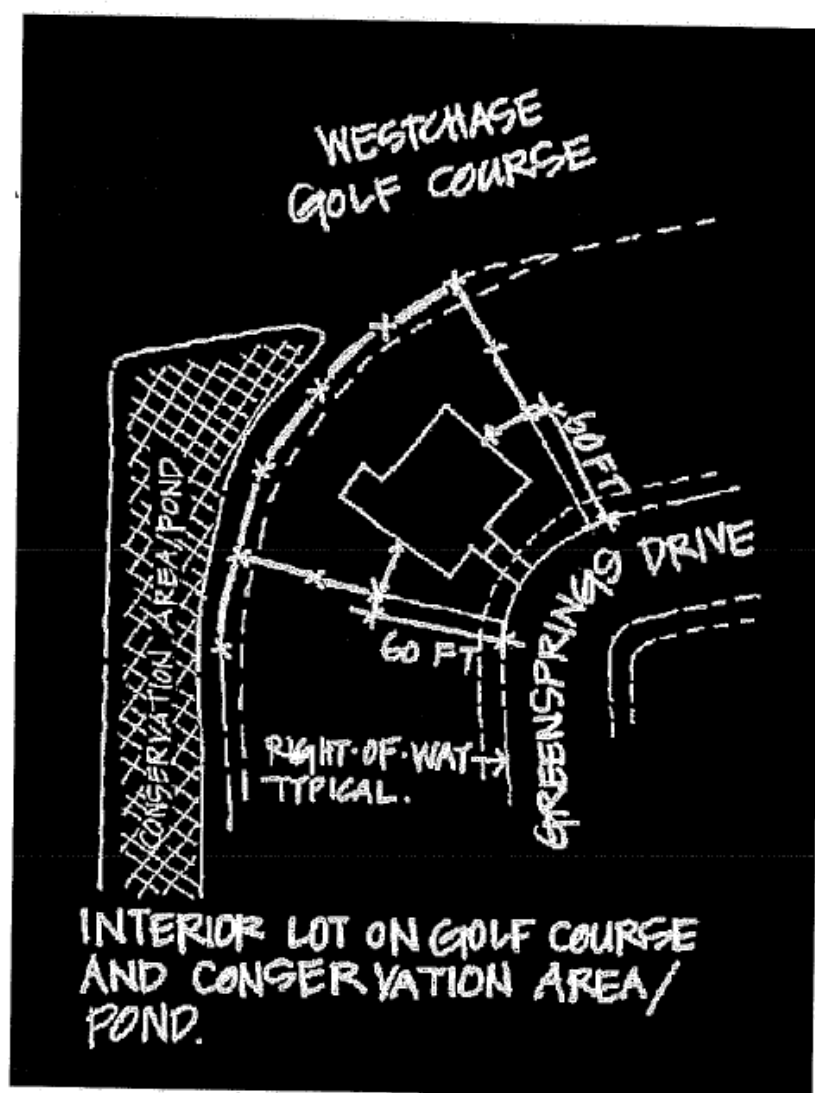 WESTCHASE
GOLF COURSE
CONSERVATION AREA/POND
60 FT
60 FT
GREENSPRINGS DRIVE
RIGHT·OF·WAY
TYPICAL.
INTERIOR LOT ON GOLF COURSE
AND CONSERVATION AREA/
POND.